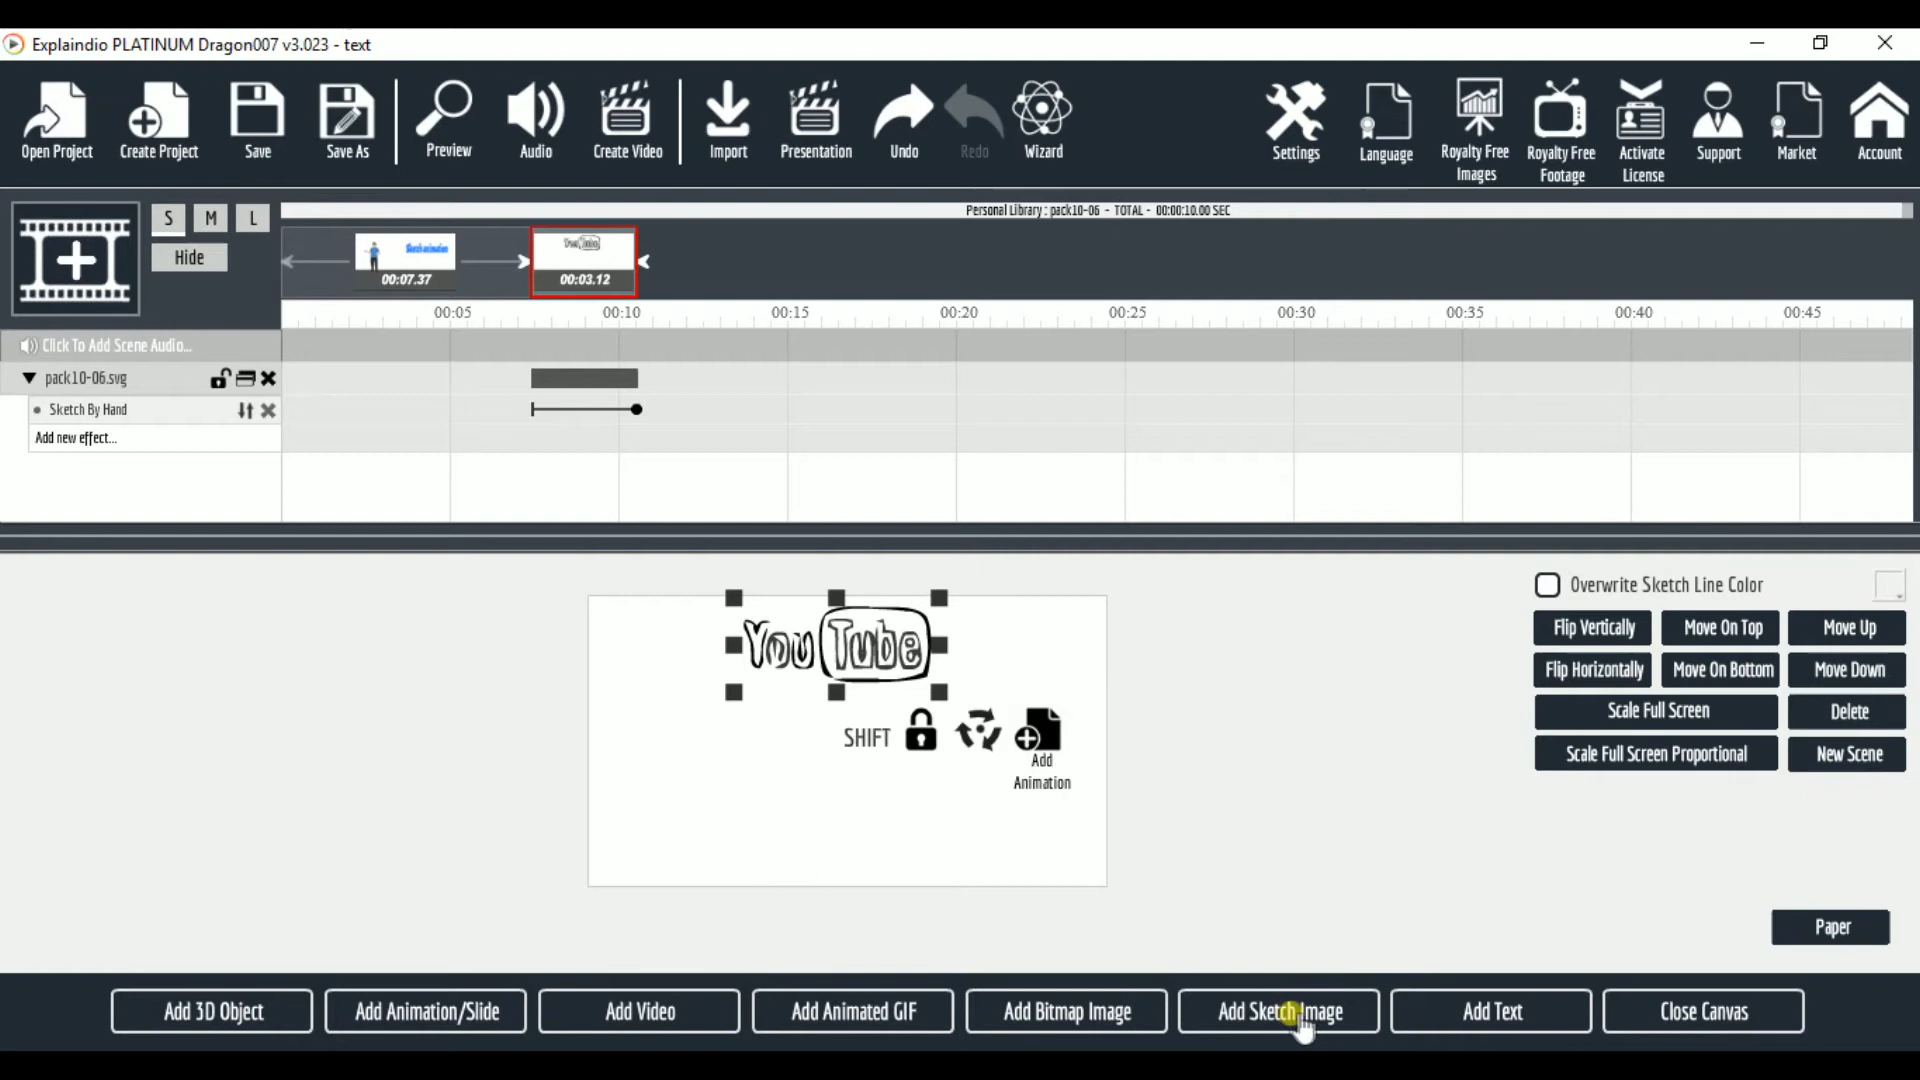 Explaindio PLATINUM Dragon007 v3.023 - text
Open Project
Create Project
Save
Save As
Preview
Audio
Create Video
Import
Presentation
Undo
Redo
Wizard
Settings
Language
Royalty Free
Images
Royalty Free
Footage
Activate
License
Support
Market
Account
S M L
Hide
Personal Library : pack10-06 - TOTAL - 00:00:10.00 SEC
Sketch animation
00:07.37
YouTube
00:03.12
00:05 00:10 00:15 00:20 00:25 00:30 00:35 00:40 00:45
Click To Add Scene Audio...
pack10-06.svg
Sketch By Hand
Add new effect...
YouTube
SHIFT
Add
Animation
Overwrite Sketch Line Color
Flip Vertically
Move On Top
Move Up
Flip Horizontally
Move On Bottom
Move Down
Scale Full Screen
Delete
Scale Full Screen Proportional
New Scene
Paper
Add 3D Object
Add Animation/Slide
Add Video
Add Animated GIF
Add Bitmap Image
Add Sketch Image
Add Text
Close Canvas